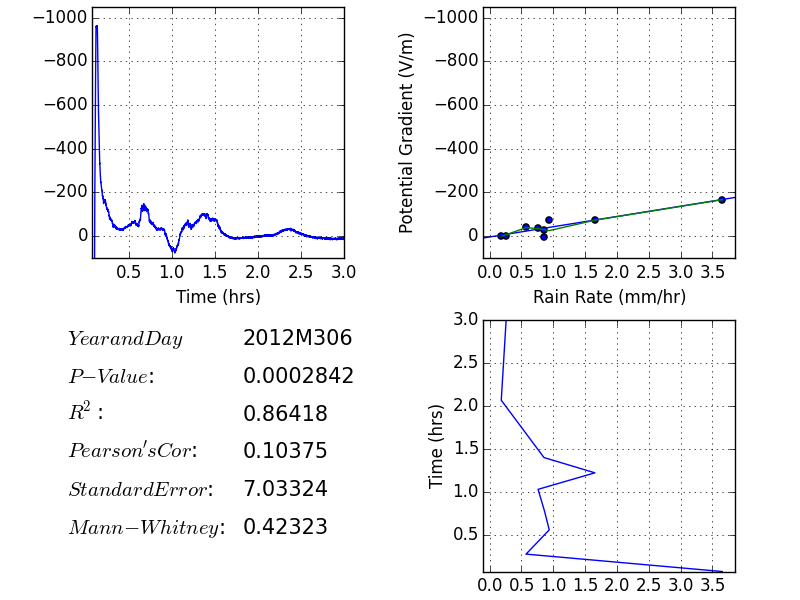 −1000
−800
−600
−400
−200
0
0.5 1.0 1.5 2.0 2.5 3.0
Time (hrs)
Potential Gradient (V/m)
−1000
−800
−600
−400
−200
0
0.0 0.5 1.0 1.5 2.0 2.5 3.0 3.5
Rain Rate (mm/hr)
YearandDay 2012M306
P−Value: 0.0002842
R²: 0.86418
Pearson′sCor: 0.10375
StandardError: 7.03324
Mann−Whitney: 0.42323
Time (hrs)
3.0
2.5
2.0
1.5
1.0
0.5
0.0 0.5 1.0 1.5 2.0 2.5 3.0 3.5